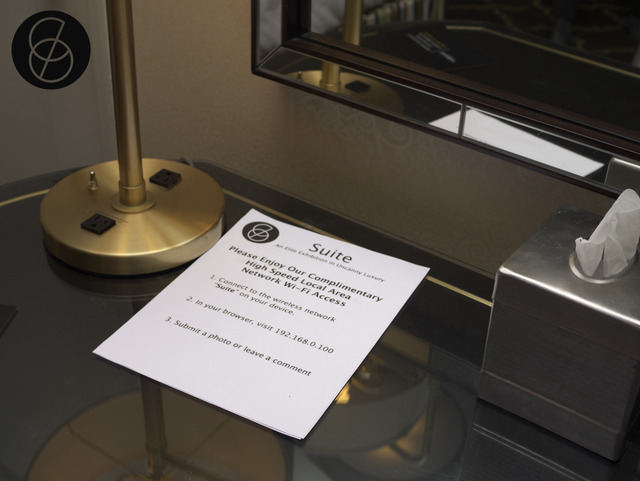 Suite
An Elite Exhibition in Uncanny Luxury
Please Enjoy Our Complimentary
High Speed Local Area
Network Wi-Fi Access
1. Connect to the wireless network
"Suite" on your device.
2. In your browser, visit 192.168.0.100
3. Submit a photo or leave a comment